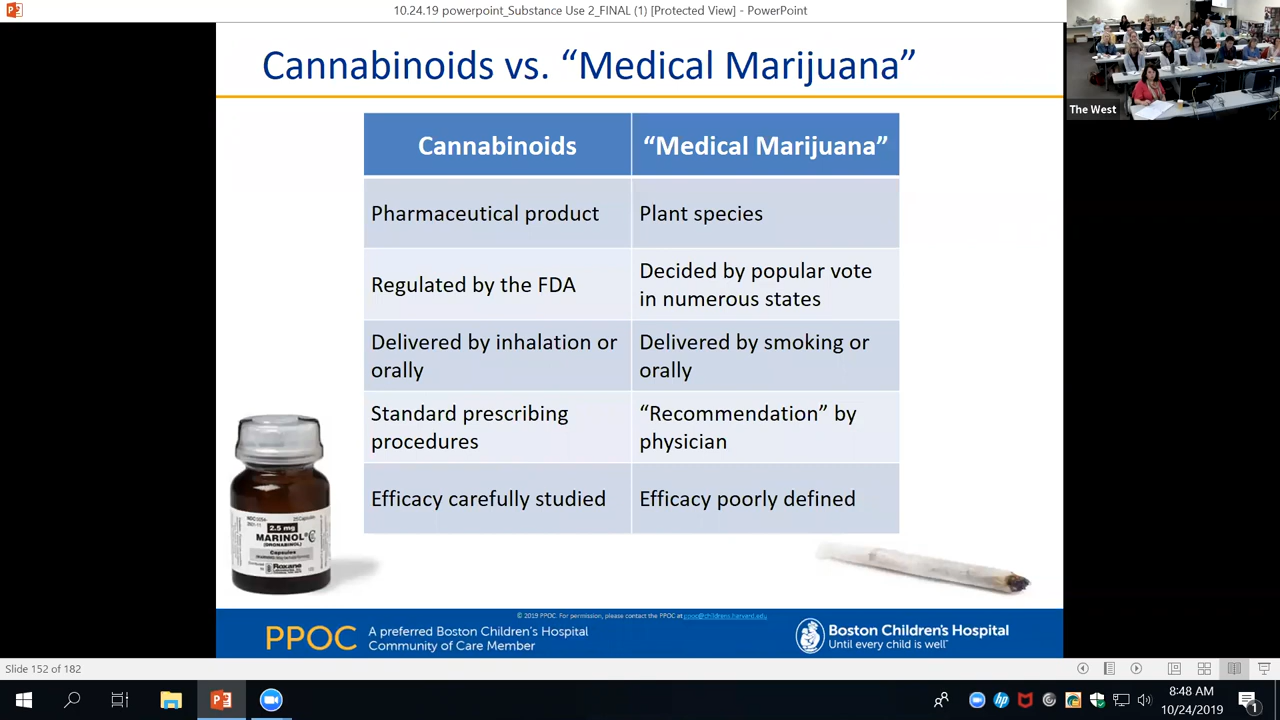 10.24.19 powerpoint_Substance Use 2_FINAL (1) [Protected View] - PowerPoint
The West
Cannabinoids vs. “Medical Marijuana”
Cannabinoids
“Medical Marijuana”
Pharmaceutical product
Plant species
Regulated by the FDA
Decided by popular vote
in numerous states
Delivered by inhalation or
orally
Delivered by smoking or
orally
Standard prescribing
procedures
“Recommendation” by
physician
Efficacy carefully studied
Efficacy poorly defined
2.5 mg
MARINOL®
(DRONABINOL)
Capsules
Roxane
© 2019 PPOC. For permission, please contact the PPOC at ppoc@childrens.harvard.edu
PPOC
A preferred Boston Children's Hospital
Community of Care Member
Boston Children's Hospital
Until every child is well™
Slide 152 of 182
8:48 AM
10/24/2019
1